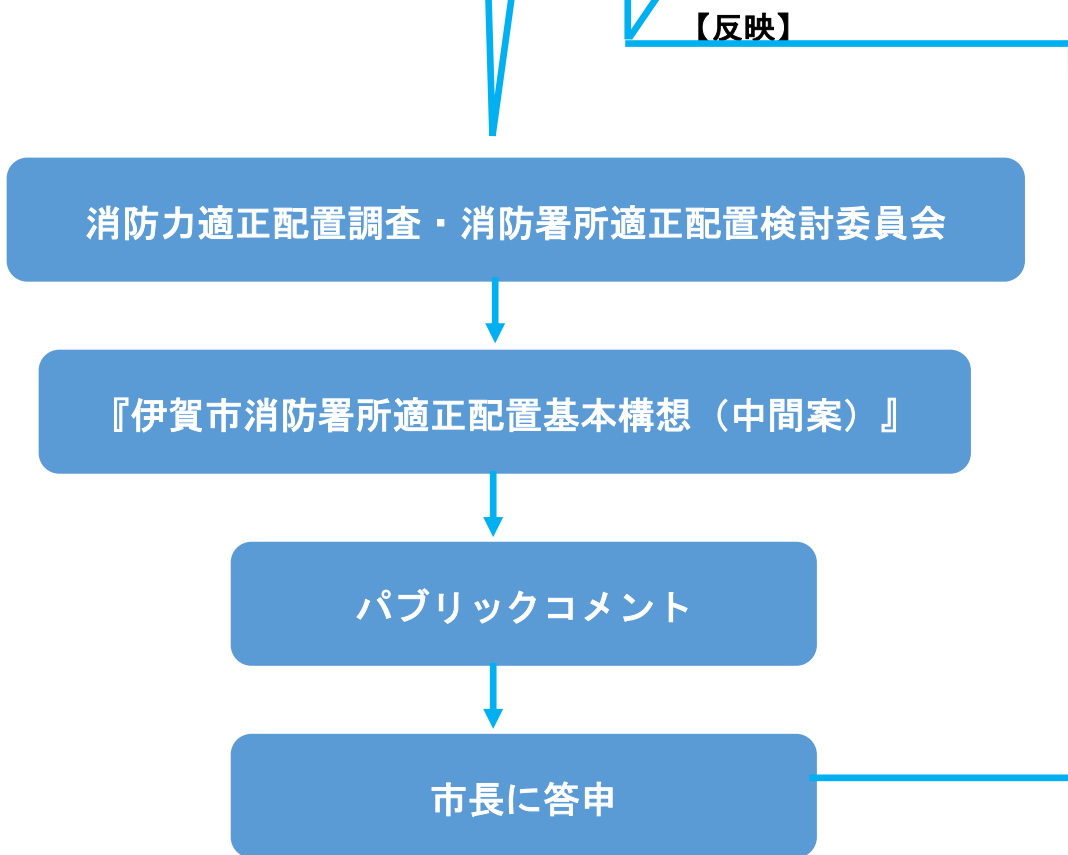 【反映】
消防力適正配置調査・消防署所適正配置検討委員会
『伊賀市消防署所適正配置基本構想（中間案）』
パブリックコメント
市長に答申